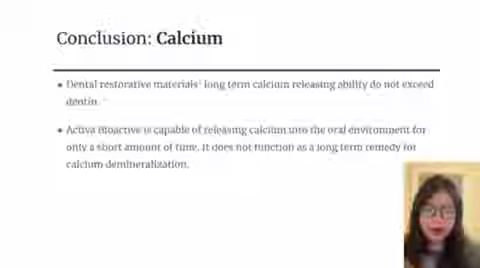 Conclusion: Calcium
Dental restorative materials' long term calcium releasing ability do not exceed
dentin.
Activa Bioactive is capable of releasing calcium into the oral environment for
only a short amount of time. It does not function as a long term remedy for
calcium demineralization.